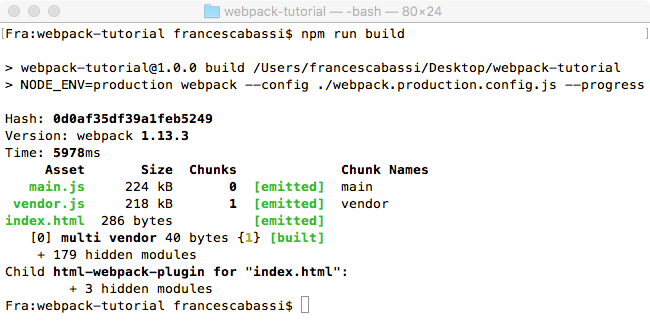 webpack-tutorial — -bash — 80×24
[Fra:webpack-tutorial francescabassi$ npm run build ]
> webpack-tutorial@1.0.0 build /Users/francescabassi/Desktop/webpack-tutorial
> NODE_ENV=production webpack --config ./webpack.production.config.js --progress
Hash: 0d0af35df39a1feb5249
Version: webpack 1.13.3
Time: 5978ms
Asset Size Chunks Chunk Names
main.js 224 kB 0 [emitted] main
vendor.js 218 kB 1 [emitted] vendor
index.html 286 bytes [emitted]
[0] multi vendor 40 bytes {1} [built]
+ 179 hidden modules
Child html-webpack-plugin for "index.html":
+ 3 hidden modules
Fra:webpack-tutorial francescabassi$